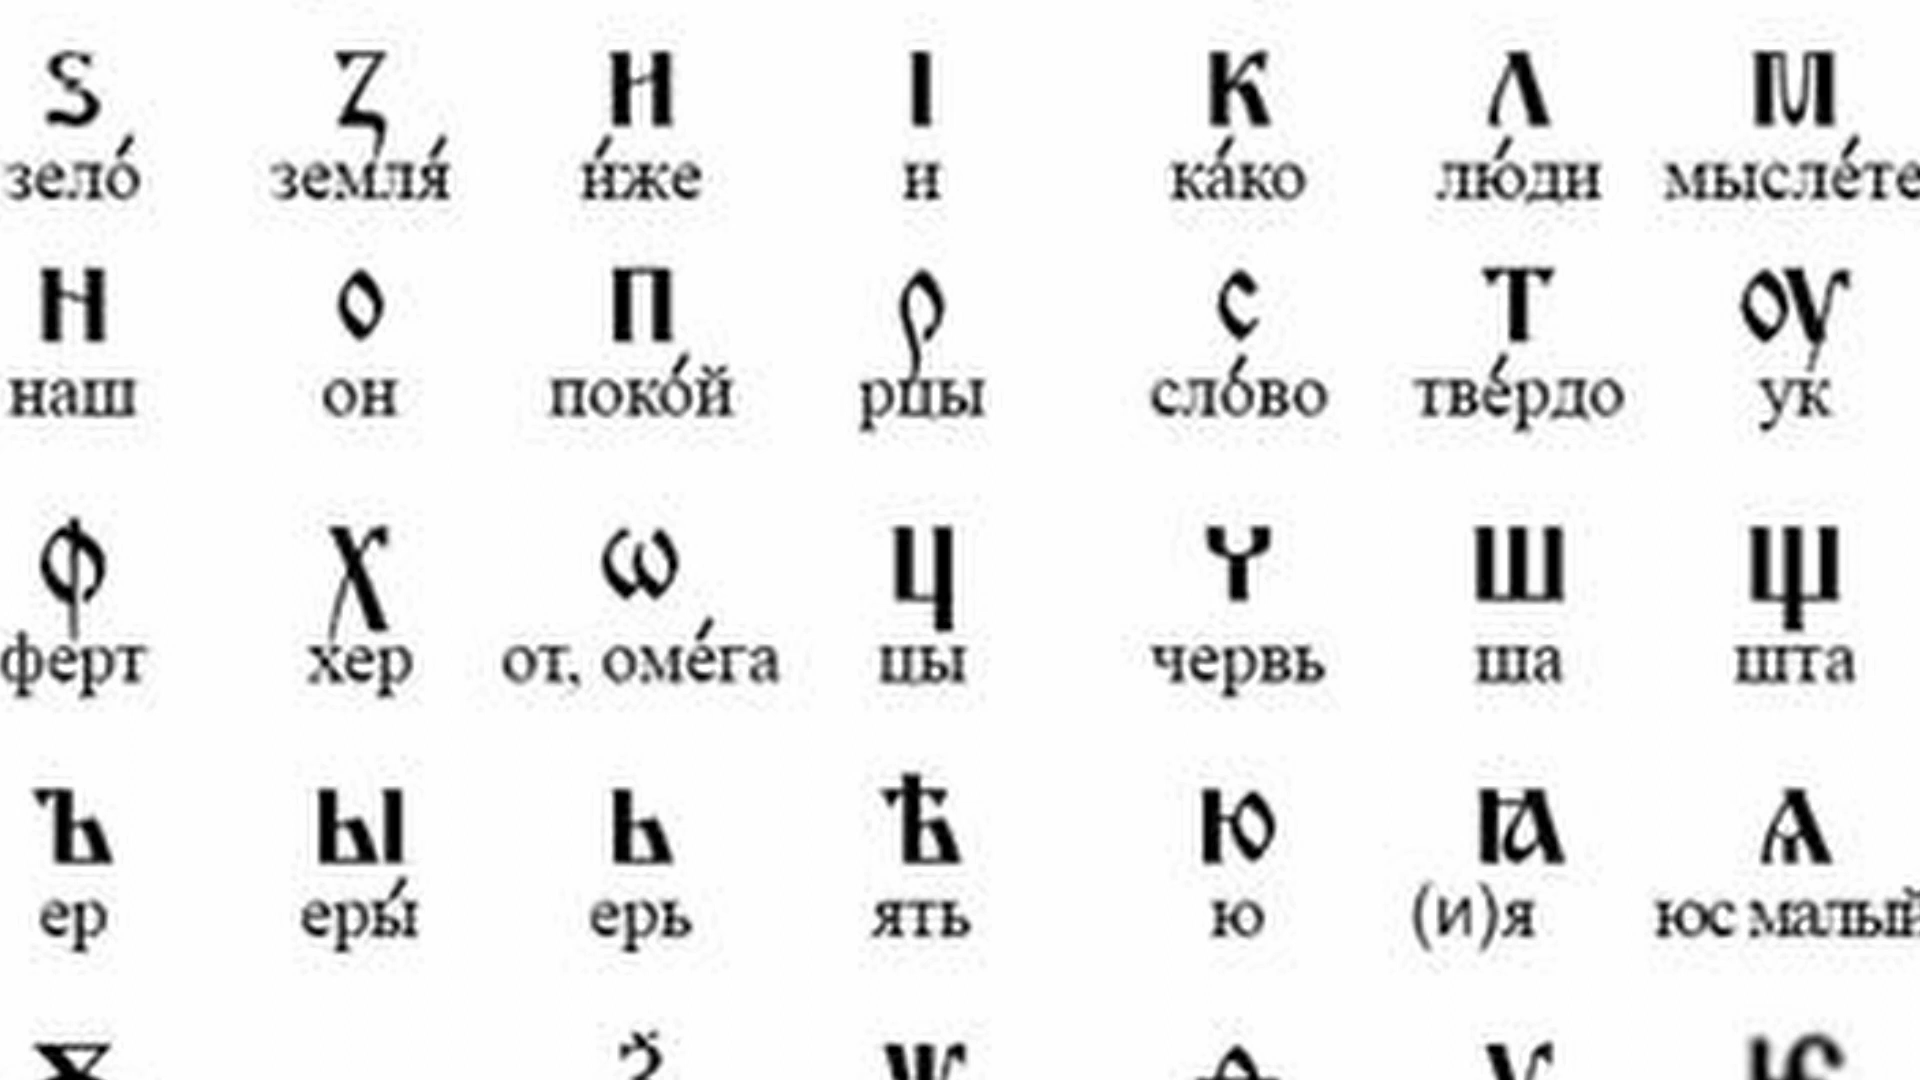 Ѕ З И І К Л М
зело́ земля́ и́же и ка́ко лю́ди мысле́те
Н О П Р С Т ОУ
наш он поко́й рцы сло́во тве́рдо ук
Ф Х Ѡ Ц Ч Ш Щ
ферт хер от, оме́га цы червь ша шта
Ъ Ы Ь Ѣ Ю Ꙗ Ѧ
ер еры́ ерь ять ю (и)я юс малый